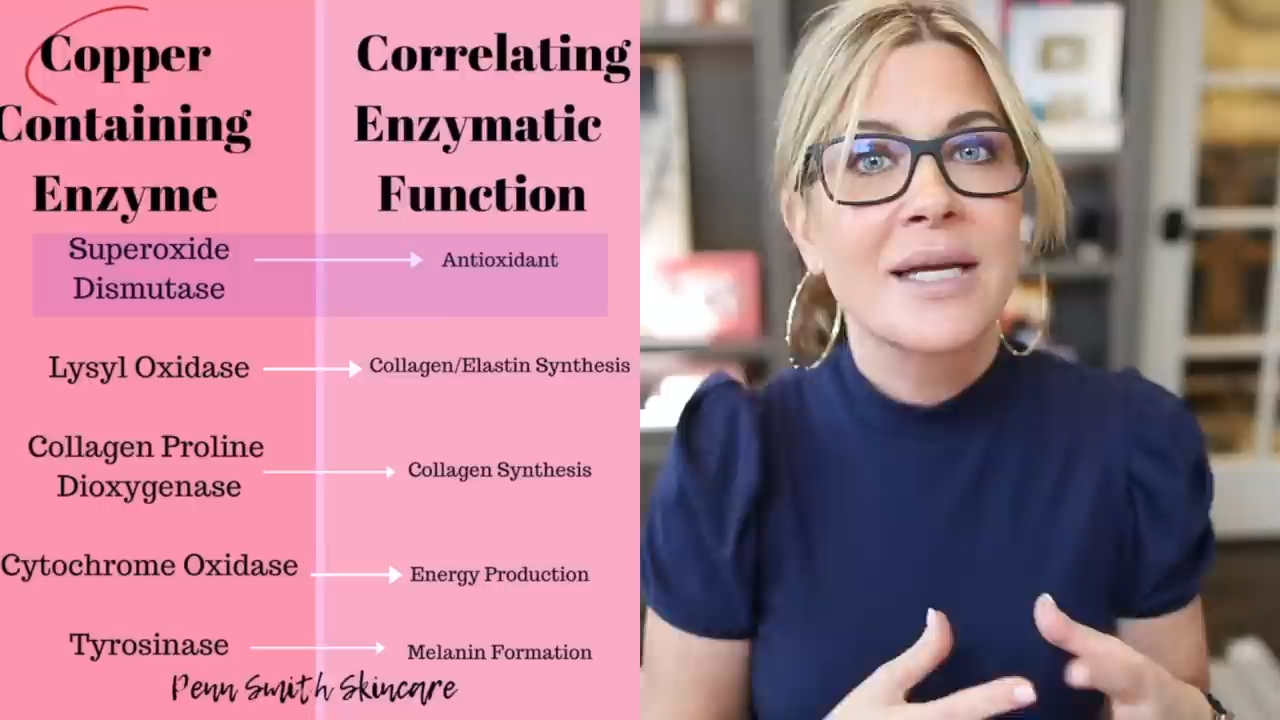 Copper
Containing
Enzyme
Correlating
Enzymatic
Function
Superoxide
Dismutase
Antioxidant
Lysyl Oxidase
Collagen/Elastin Synthesis
Collagen Proline
Dioxygenase
Collagen Synthesis
Cytochrome Oxidase
Energy Production
Tyrosinase
Melanin Formation
Penn Smith Skincare